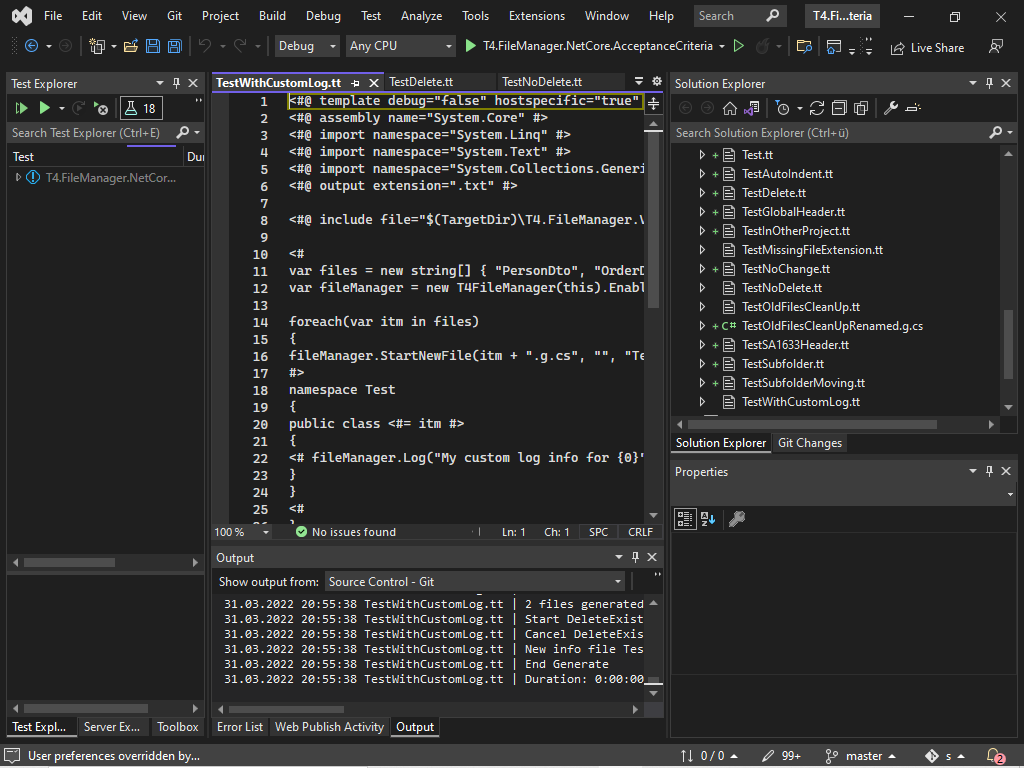 File Edit View Git Project Build Debug Test Analyze Tools Extensions Window Help Search T4.Fi...teria
Debug Any CPU T4.FileManager.NetCore.AcceptanceCriteria Live Share
Test Explorer
18
Search Test Explorer (Ctrl+E)
Test Dur
T4.FileManager.NetCor...
TestWithCustomLog.tt TestDelete.tt TestNoDelete.tt
1 <#@ template debug="false" hostspecific="true"
2 <#@ assembly name="System.Core" #>
3 <#@ import namespace="System.Linq" #>
4 <#@ import namespace="System.Text" #>
5 <#@ import namespace="System.Collections.Generi
6 <#@ output extension=".txt" #>
7
8 <#@ include file="$(TargetDir)\T4.FileManager.V
9
10 <#
11 var files = new string[] { "PersonDto", "OrderD
12 var fileManager = new T4FileManager(this).Enabl
13
14 foreach(var itm in files)
15 {
16 fileManager.StartNewFile(itm + ".g.cs", "", "Te
17 #>
18 namespace Test
19 {
20 public class <#= itm #>
21 {
22 <# fileManager.Log("My custom log info for {0}"
23 }
24 }
25 <#
100 % No issues found Ln: 1 Ch: 1 SPC CRLF
Output
Show output from: Source Control - Git
31.03.2022 20:55:38 TestWithCustomLog.tt | 2 files generated
31.03.2022 20:55:38 TestWithCustomLog.tt | Start DeleteExist
31.03.2022 20:55:38 TestWithCustomLog.tt | Cancel DeleteExis
31.03.2022 20:55:38 TestWithCustomLog.tt | New info file Tes
31.03.2022 20:55:38 TestWithCustomLog.tt | End Generate
31.03.2022 20:55:38 TestWithCustomLog.tt | Duration: 0:00:00
Solution Explorer
Search Solution Explorer (Ctrl+ü)
Test.tt
TestAutoIndent.tt
TestDelete.tt
TestGlobalHeader.tt
TestInOtherProject.tt
TestMissingFileExtension.tt
TestNoChange.tt
TestNoDelete.tt
TestOldFilesCleanUp.tt
C# TestOldFilesCleanUpRenamed.g.cs
TestSA1633Header.tt
TestSubfolder.tt
TestSubfolderMoving.tt
TestWithCustomLog.tt
Solution Explorer Git Changes
Properties
Test Expl... Server Ex... Toolbox Error List Web Publish Activity Output
User preferences overridden by... 0 / 0 99+ master s 2